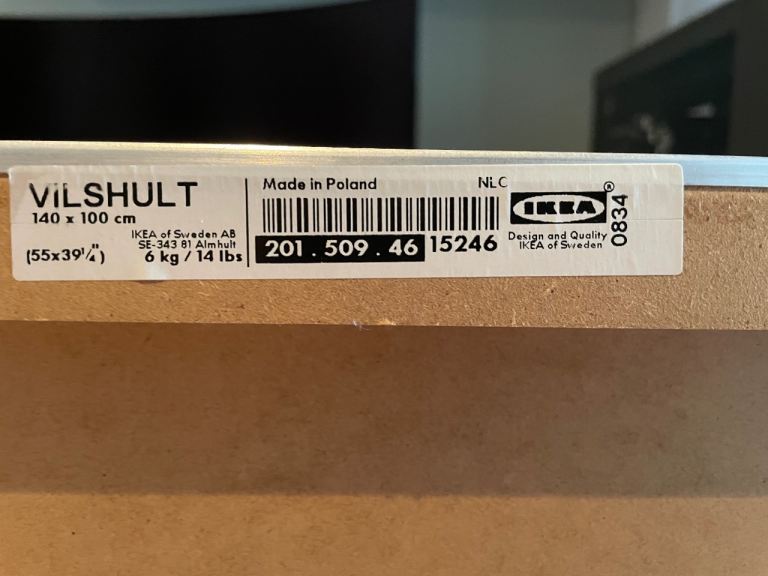 VILSHULT
140 x 100 cm
IKEA of Sweden AB
SE-343 81 Almhult
(55x39¼")
6 kg / 14 lbs
Made in Poland
NLC
201 . 509 . 46
15246
IKEA®
Design and Quality
IKEA of Sweden
0834